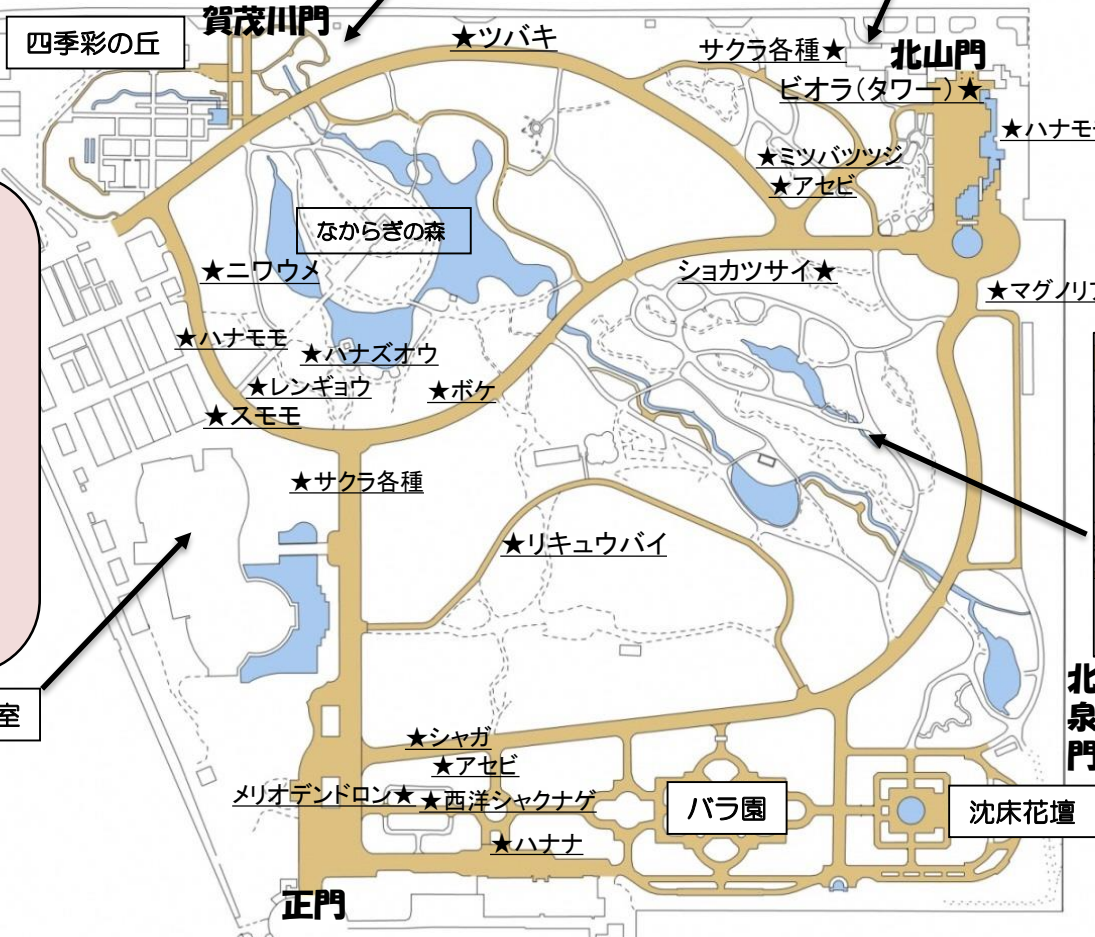 賀茂川門
四季彩の丘
★ツバキ
サクラ各種★
北山門
ビオラ(タワー)★
★ハナモ
★ミツバツツジ
★アセビ
なからぎの森
★ニワウメ
ショカツサイ★
★マグノリ
★ハナモモ
★ハナズオウ
★レンギョウ
★ボケ
★スモモ
★サクラ各種
★リキュウバイ
室
北
泉
門
★シャガ
★アセビ
メリオデンドロン★
★西洋シャクナゲ
バラ園
沈床花壇
★ハナナ
正門